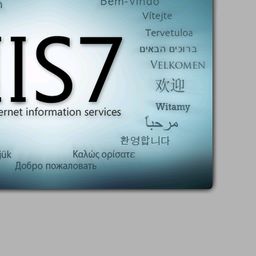 Bem-vindo
Vítejte
Tervetuloa
IIS7
ברוכים הבאים
VELKOMEN
欢迎
ernet information services
Witamy
مرحباً
환영합니다
jük
Καλώς ορίσατε
Добро пожаловать